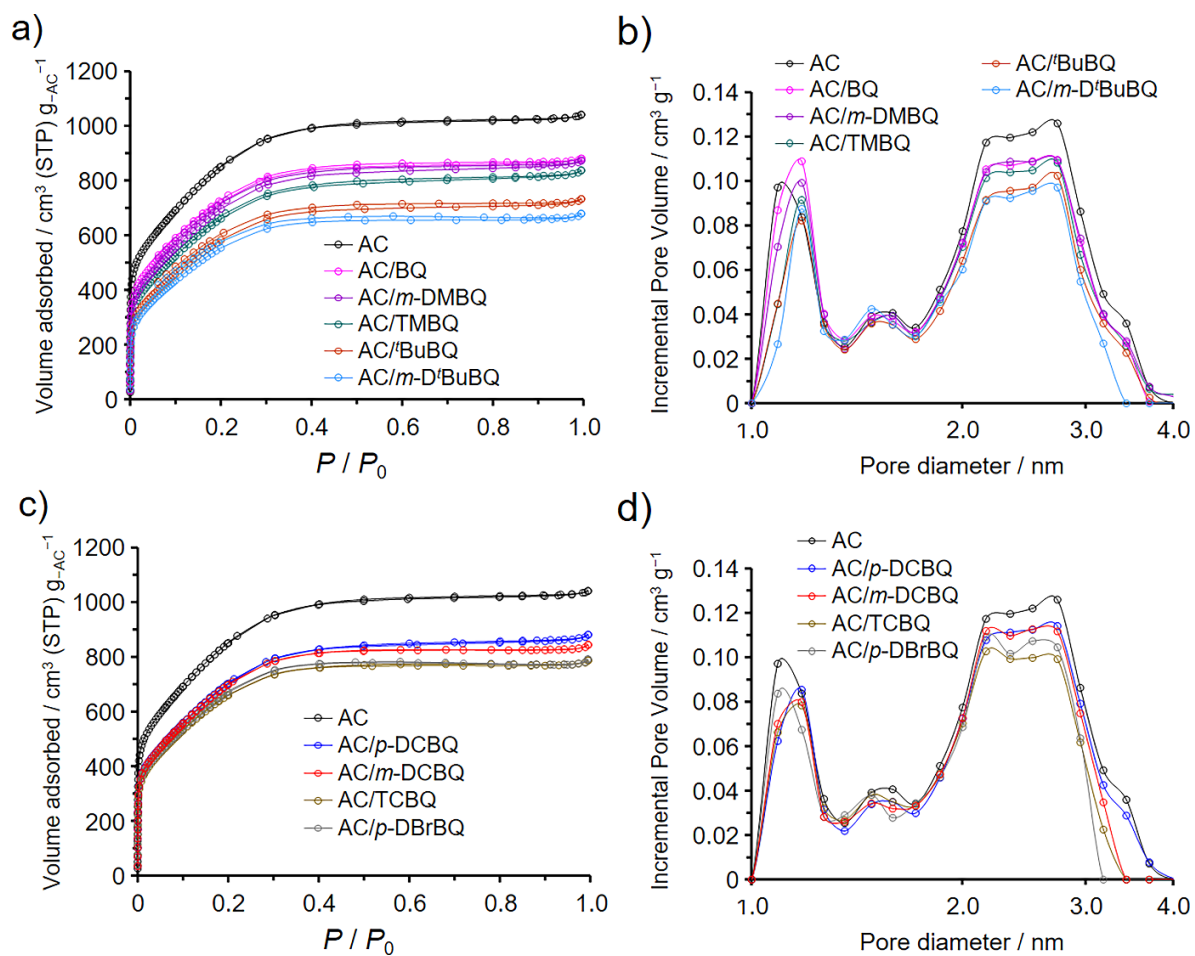 a)
Volume adsorbed / cm³ (STP) g₋AC⁻¹
1200
1000
800
600
400
200
0
0
0.2
0.4
0.6
0.8
1.0
P / P₀
AC
AC/BQ
AC/m-DMBQ
AC/TMBQ
AC/ᵗBuBQ
AC/m-DᵗBuBQ
b)
AC
AC/BQ
AC/m-DMBQ
AC/TMBQ
AC/ᵗBuBQ
AC/m-DᵗBuBQ
Incremental Pore Volume / cm³ g⁻¹
0.14
0.12
0.10
0.08
0.06
0.04
0.02
0
1.0
2.0
3.0
4.0
Pore diameter / nm
c)
Volume adsorbed / cm³ (STP) g₋AC⁻¹
1200
1000
800
600
400
200
0
0
0.2
0.4
0.6
0.8
1.0
P / P₀
AC
AC/p-DCBQ
AC/m-DCBQ
AC/TCBQ
AC/p-DBrBQ
d)
AC
AC/p-DCBQ
AC/m-DCBQ
AC/TCBQ
AC/p-DBrBQ
Incremental Pore Volume / cm³ g⁻¹
0.14
0.12
0.10
0.08
0.06
0.04
0.02
0
1.0
2.0
3.0
4.0
Pore diameter / nm